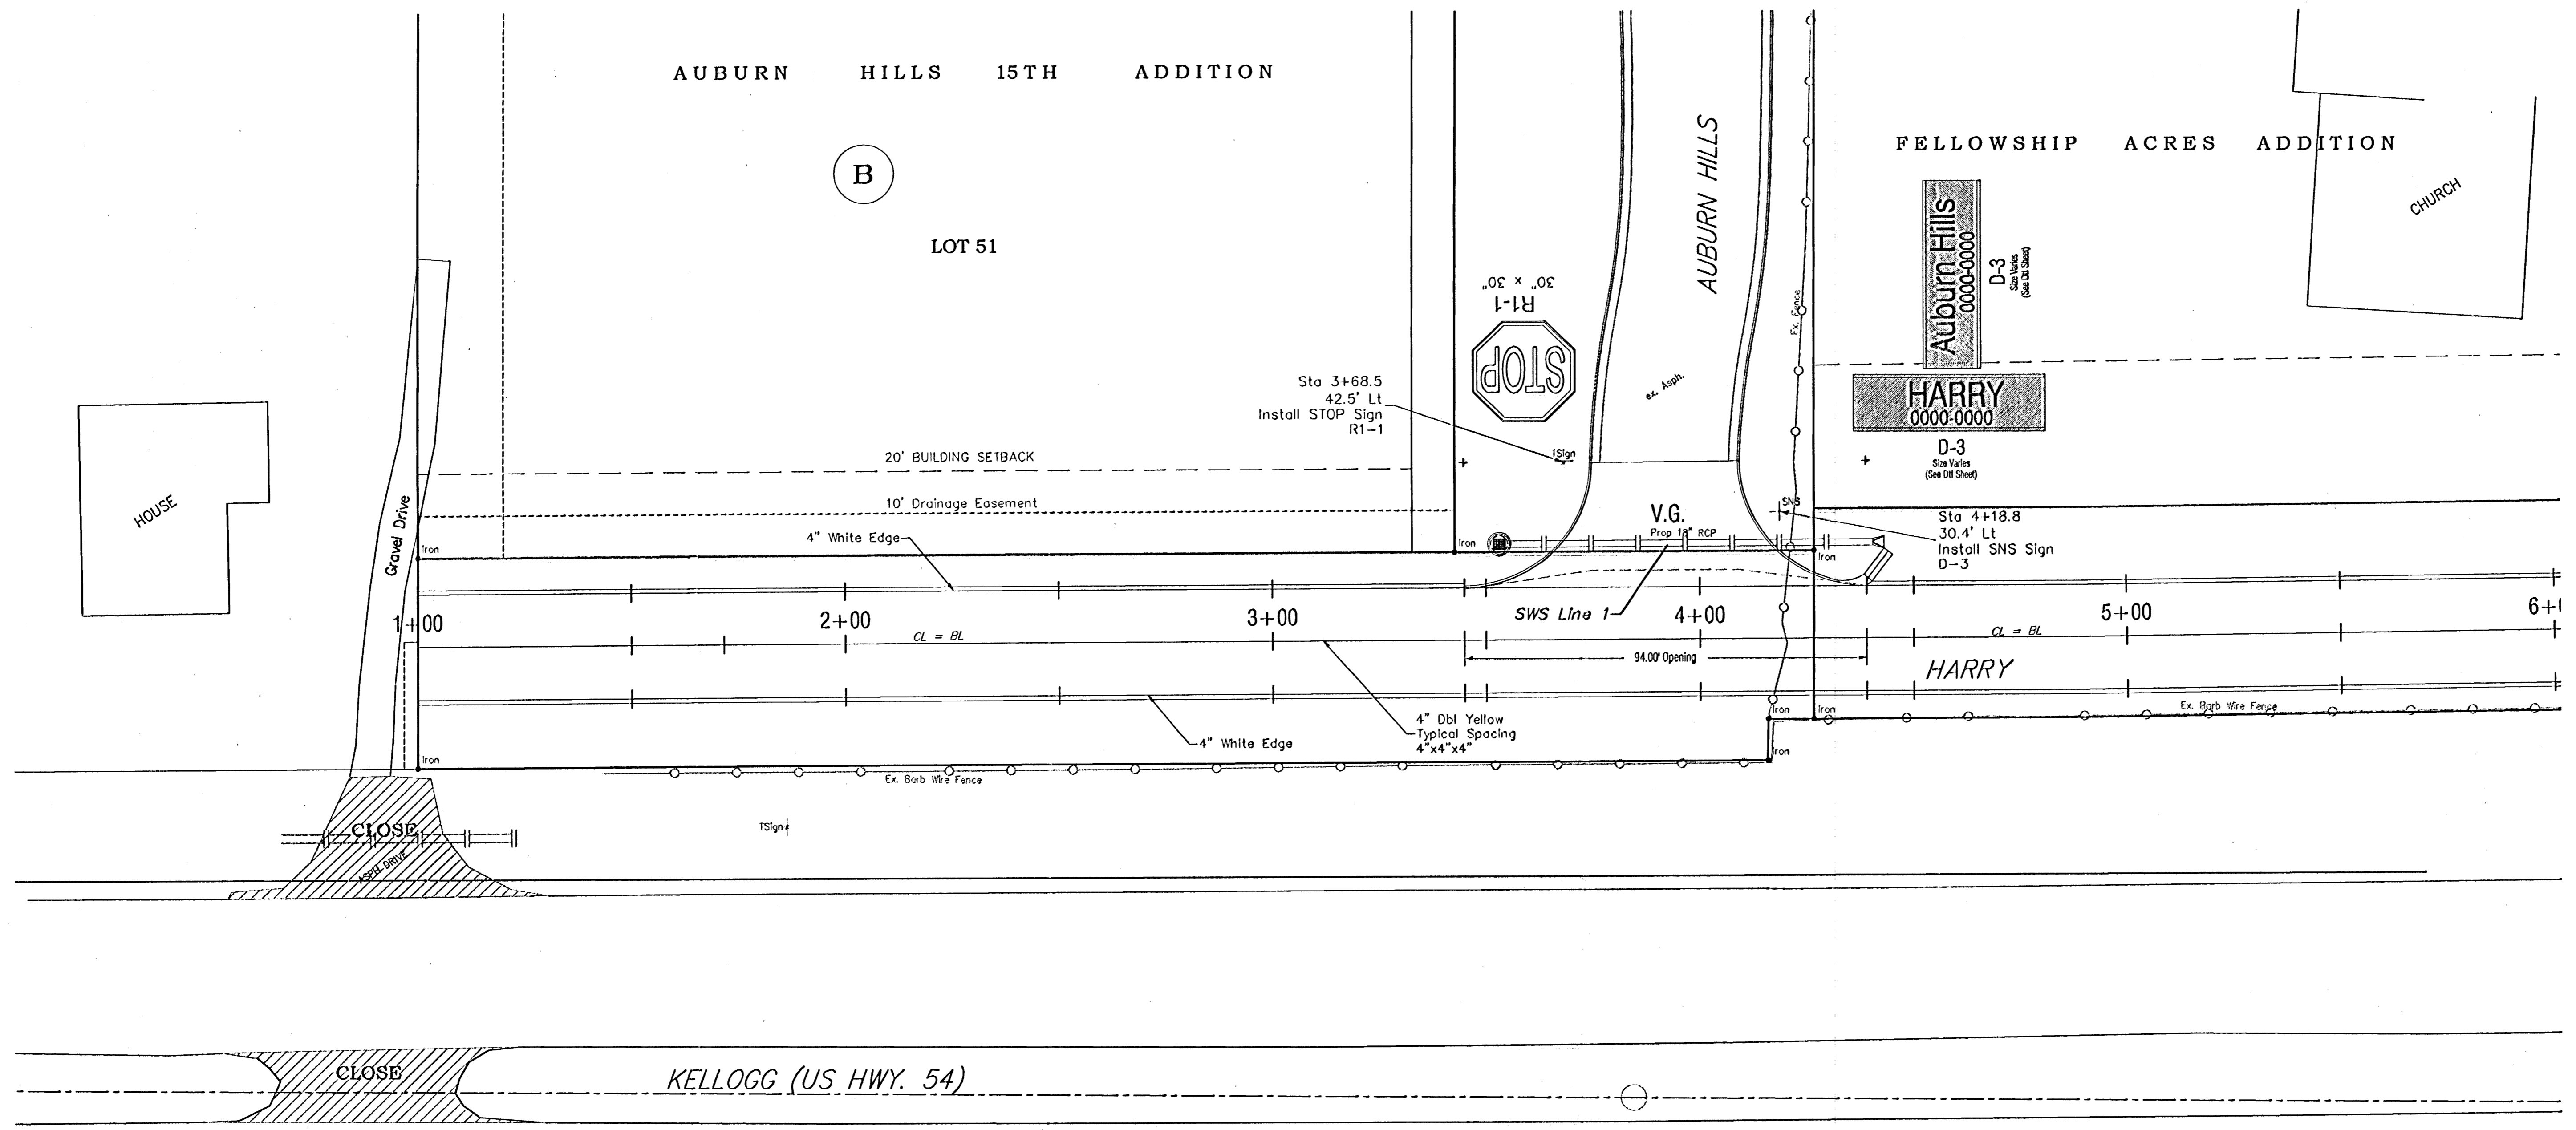 AUBURN HILLS 15TH ADDITION
B
LOT 51
AUBURN HILLS
FELLOWSHIP ACRES ADDITION
CHURCH
Auburn Hills
0000-0000
D-3
Size Varies
(See Dtl Sheet)
HARRY
0000-0000
D-3
Size Varies
(See Dtl Sheet)
30" x 30"
R1-1
STOP
Ex. Fence
ex. Asph.
Sta 3+68.5
42.5' Lt
Install STOP Sign
R1-1
TSign
20' BUILDING SETBACK
10' Drainage Easement
4" White Edge
HOUSE
Gravel Drive
Iron
Iron
V.G.
Prop 18" RCP
SNS
Iron
Sta 4+18.8
30.4' Lt
Install SNS Sign
D-3
1+00
2+00
3+00
SWS Line 1
4+00
5+00
6+
CL = BL
CL = BL
94.00' Opening
HARRY
4" White Edge
4" Dbl Yellow
Typical Spacing
4"x4"x4"
Iron
Iron
Ex. Barb Wire Fence
Iron
Iron
Ex. Barb Wire Fence
CLOSE
ASPH. DRIVE
TSign
CLOSE
KELLOGG (US HWY. 54)